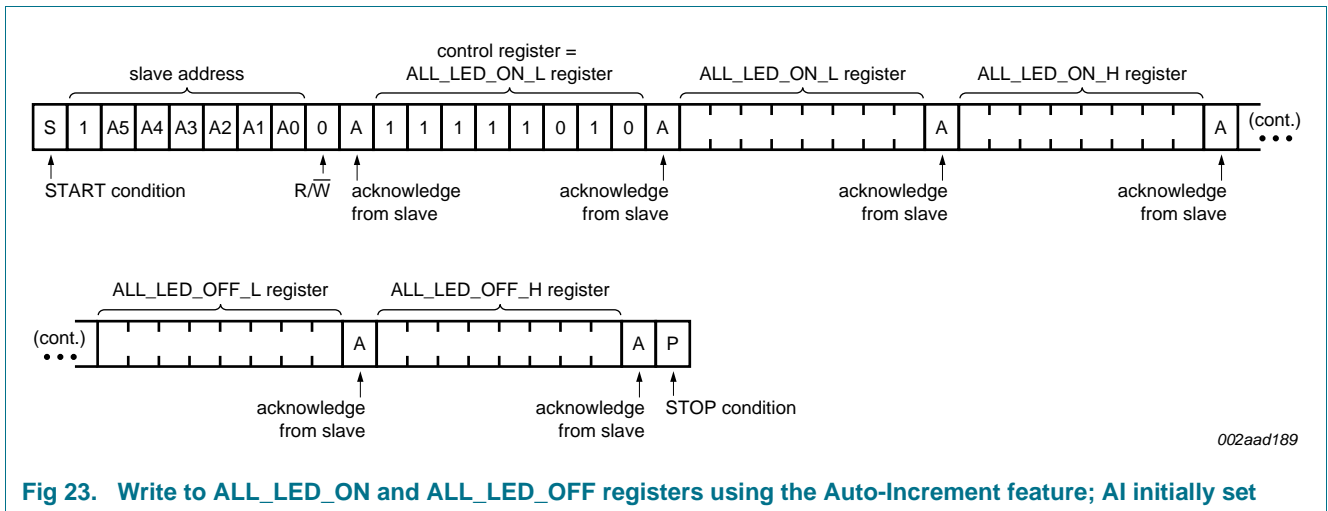 control register =
slave address ALL_LED_ON_L register ALL_LED_ON_L register ALL_LED_ON_H register
S 1 A5 A4 A3 A2 A1 A0 0 A 1 1 1 1 1 0 1 0 A A A (cont.)
START condition R/W̅ acknowledge from slave acknowledge from slave acknowledge from slave acknowledge from slave
ALL_LED_OFF_L register ALL_LED_OFF_H register
(cont.) A A P
acknowledge from slave acknowledge from slave STOP condition
002aad189
Fig 23. Write to ALL_LED_ON and ALL_LED_OFF registers using the Auto-Increment feature; AI initially set